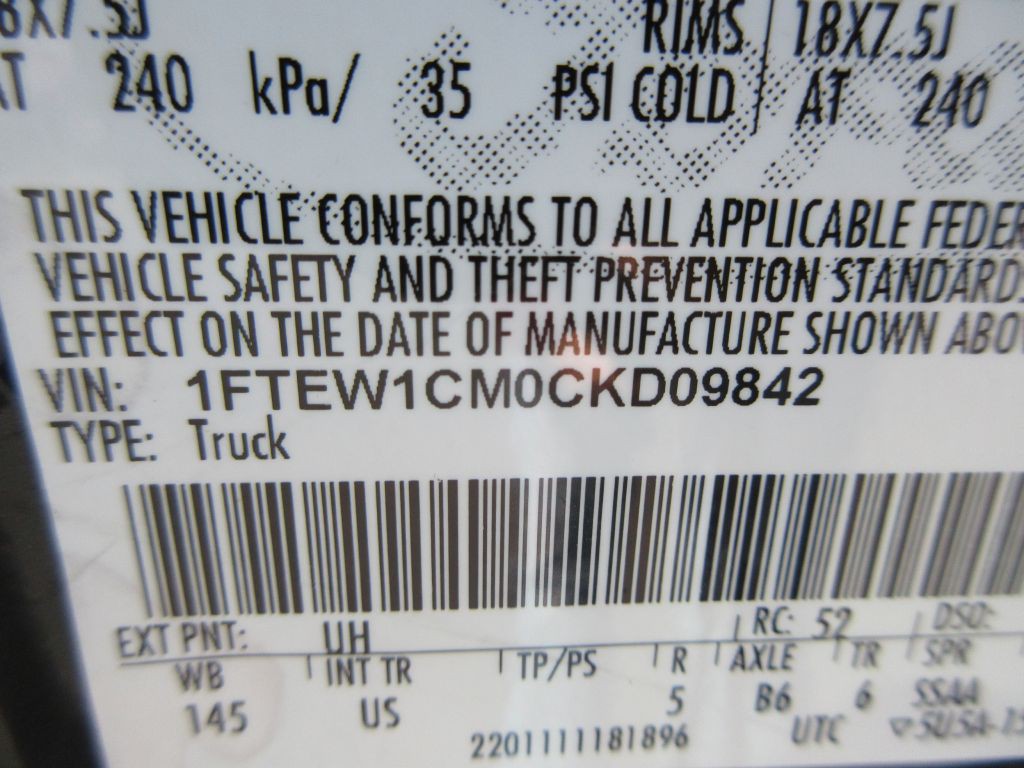 8X7.5J RIMS 18X7.5J
AT 240 kPa/ 35 PSI COLD AT 240
THIS VEHICLE CONFORMS TO ALL APPLICABLE FEDER
VEHICLE SAFETY AND THEFT PREVENTION STANDARDS
EFFECT ON THE DATE OF MANUFACTURE SHOWN ABO
VIN: 1FTEW1CM0CKD09842
TYPE: Truck
EXT PNT: UH RC: 52 DSO:
WB INT TR TP/PS R AXLE TR SPR
145 US 5 B6 6 SSAA
2201111181896 UTC